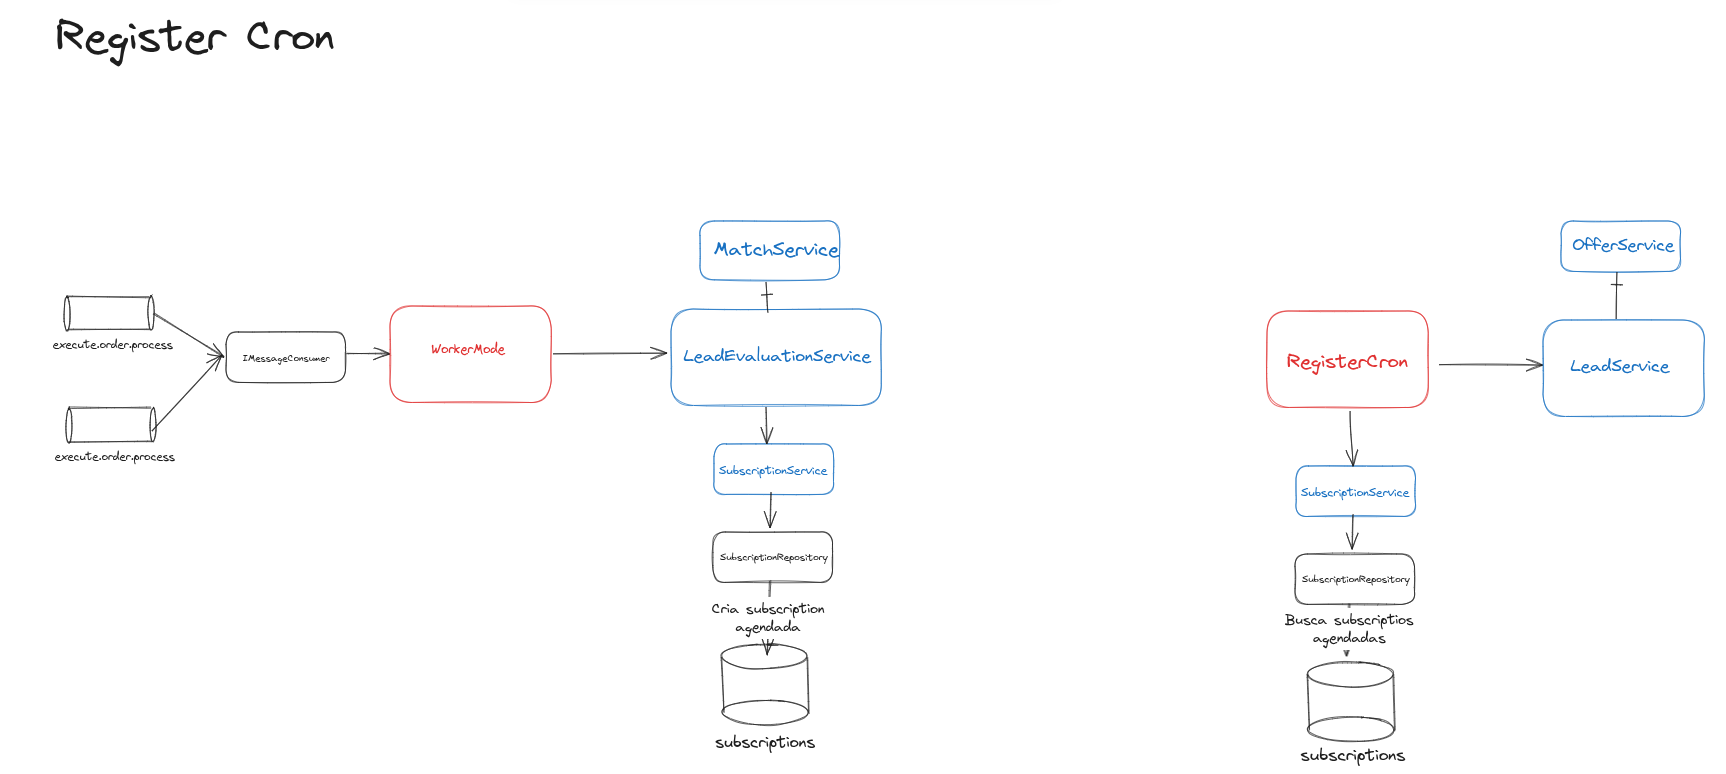 Register Cron
MatchService
OfferService
execute.order.process
IMessageConsumer
WorkerMode
LeadEvaluationService
RegisterCron
LeadService
execute.order.process
SubscriptionService
SubscriptionService
SubscriptionRepository
SubscriptionRepository
Cria subscription
agendada
Busca subscriptios
agendadas
subscriptions
subscriptions